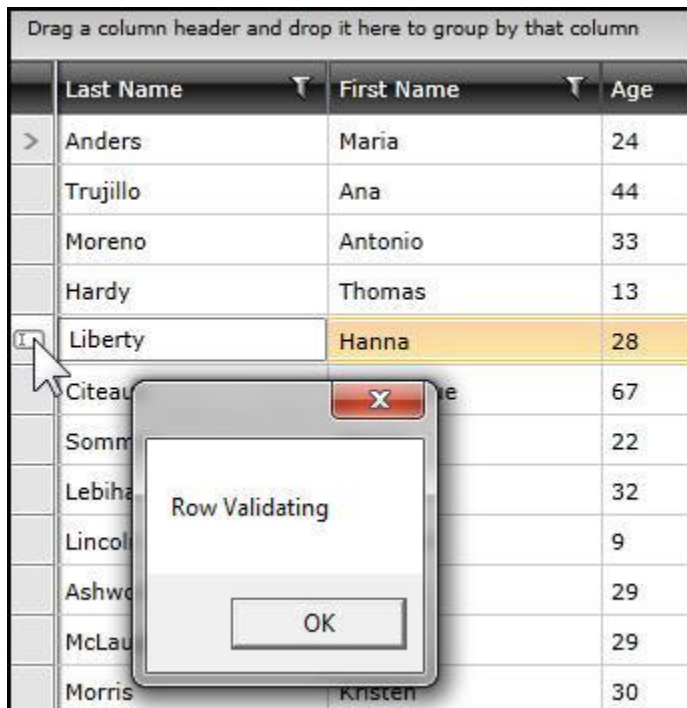 Drag a column header and drop it here to group by that column
Last Name First Name Age
Anders Maria 24
Trujillo Ana 44
Moreno Antonio 33
Hardy Thomas 13
Liberty Hanna 28
67
22
32
9
29
29
Morris Kristen 30
Row Validating
OK